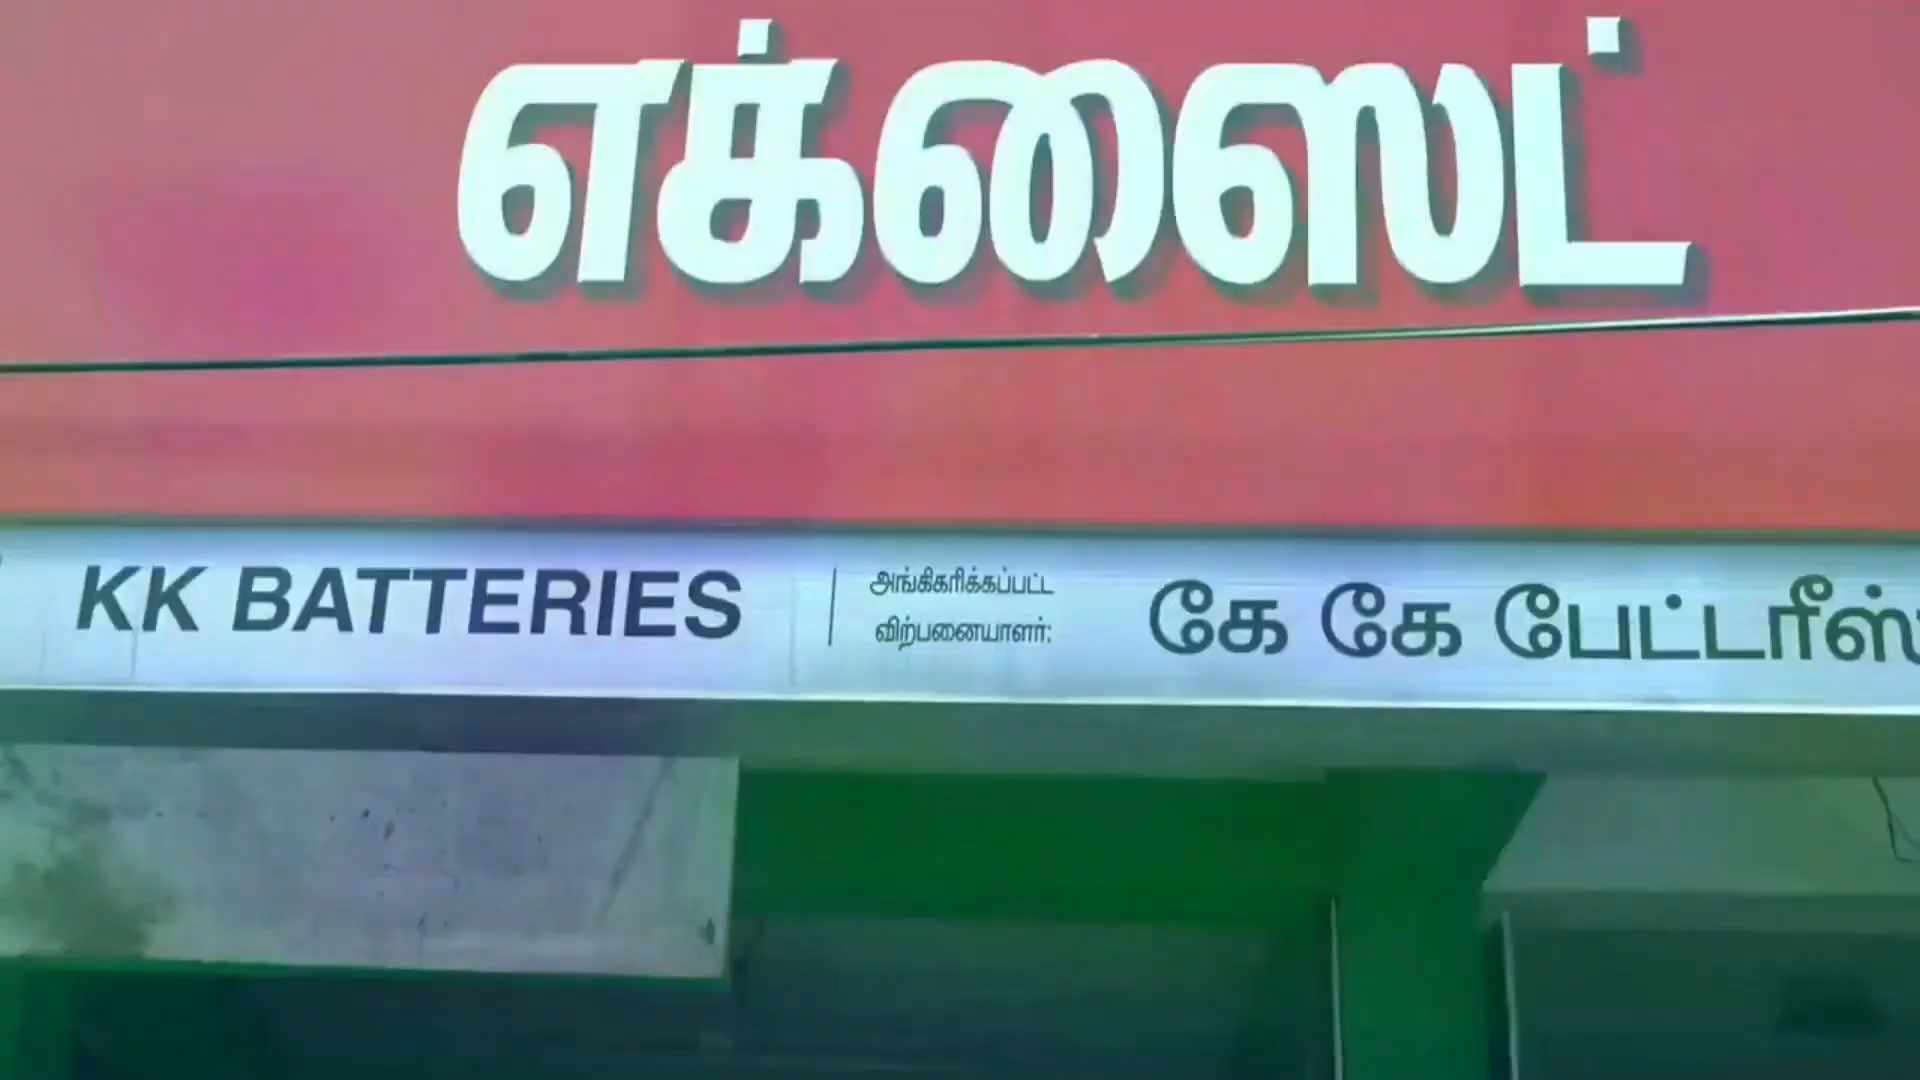 எக்ஸைட்
KK BATTERIES
அங்கிகரிக்கப்பட்ட
விற்பனையாளர்:
கே கே பேட்டரீஸ்